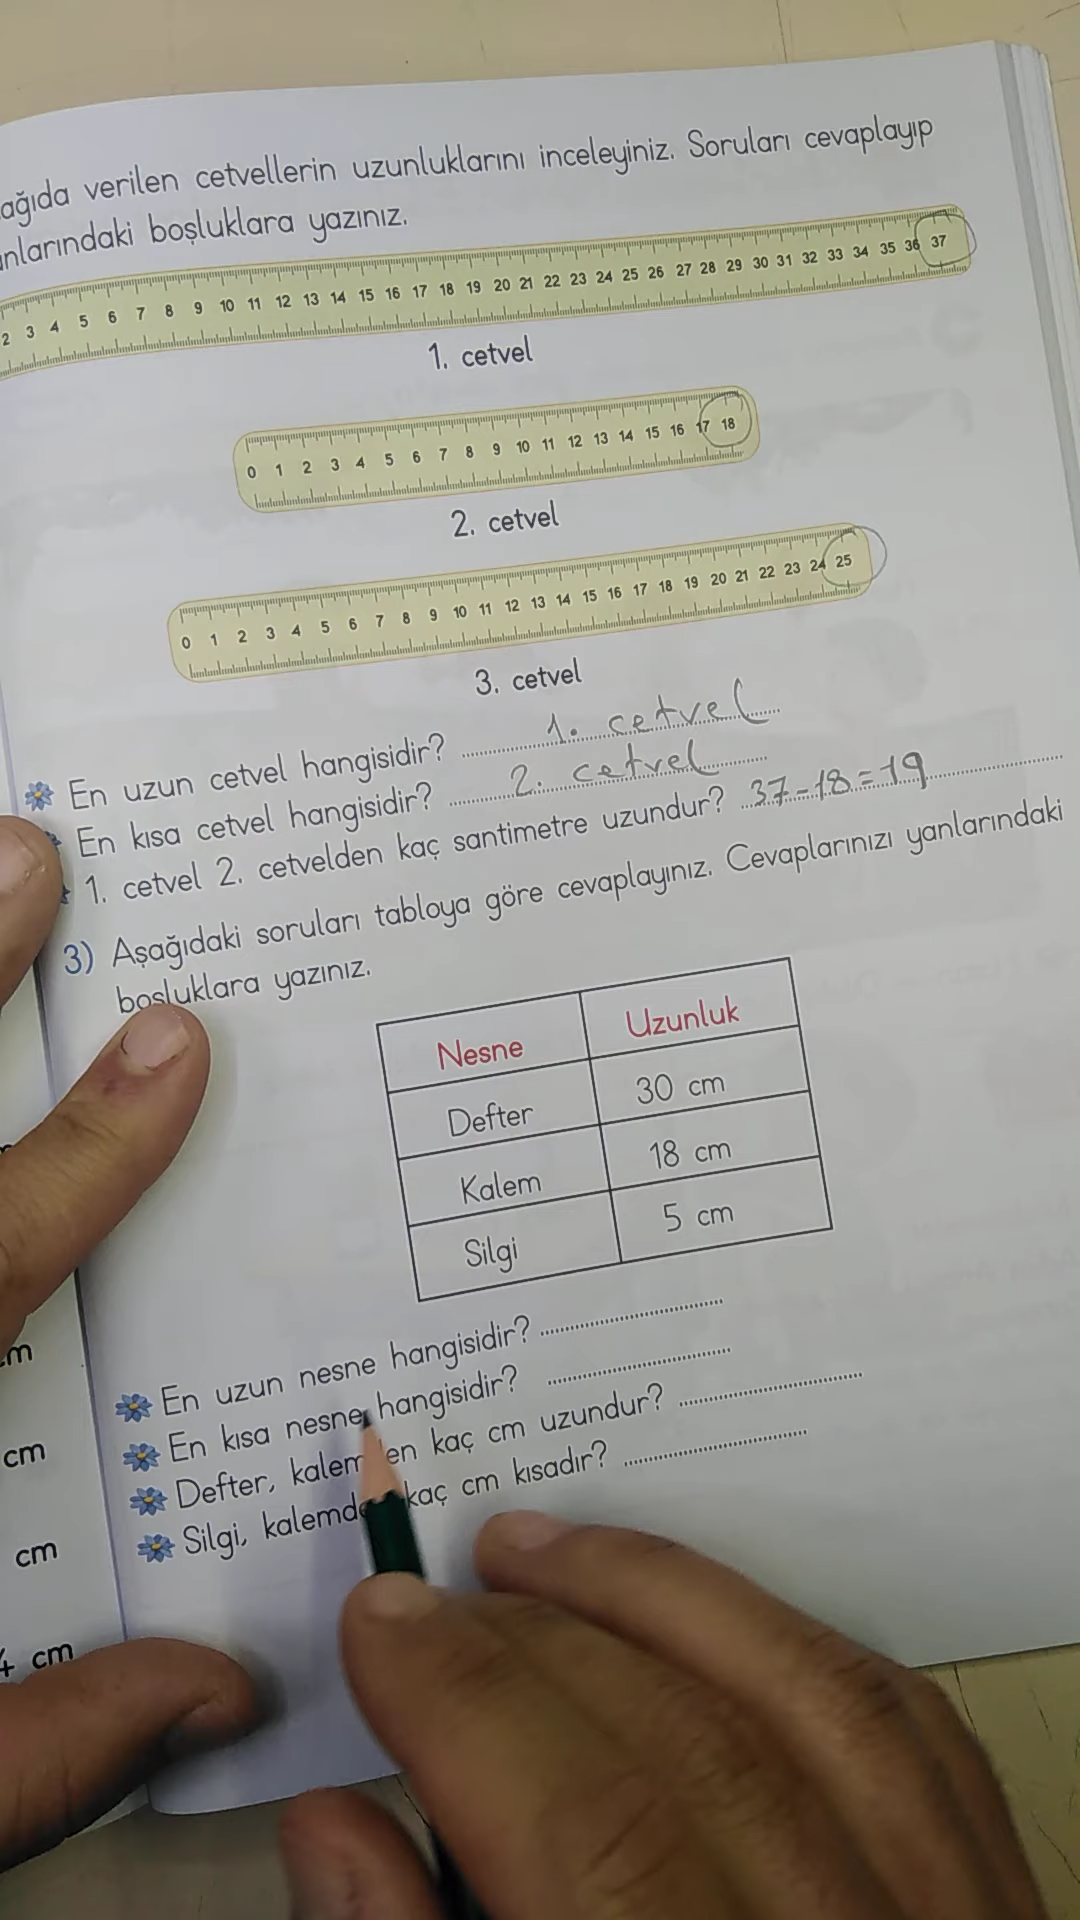 ağıda verilen cetvellerin uzunluklarını inceleyiniz. Soruları cevaplayıp
nlarındaki boşluklara yazınız.
2 3 4 5 6 7 8 9 10 11 12 13 14 15 16 17 18 19 20 21 22 23 24 25 26 27 28 29 30 31 32 33 34 35 36 37
1. cetvel
0 1 2 3 4 5 6 7 8 9 10 11 12 13 14 15 16 17 18
2. cetvel
0 1 2 3 4 5 6 7 8 9 10 11 12 13 14 15 16 17 18 19 20 21 22 23 24 25
3. cetvel
En uzun cetvel hangisidir? 1. cetvel
En kısa cetvel hangisidir? 2. cetvel
1. cetvel 2. cetvelden kaç santimetre uzundur? 37-18=19
3) Aşağıdaki soruları tabloya göre cevaplayınız. Cevaplarınızı yanlarındaki
boşluklara yazınız.
Nesne Uzunluk
Defter 30 cm
Kalem 18 cm
Silgi 5 cm
En uzun nesne hangisidir?
En kısa nesne hangisidir?
Defter, kalem en kaç cm uzundur?
Silgi, kalemd kaç cm kısadır?
m
cm
cm
4 cm